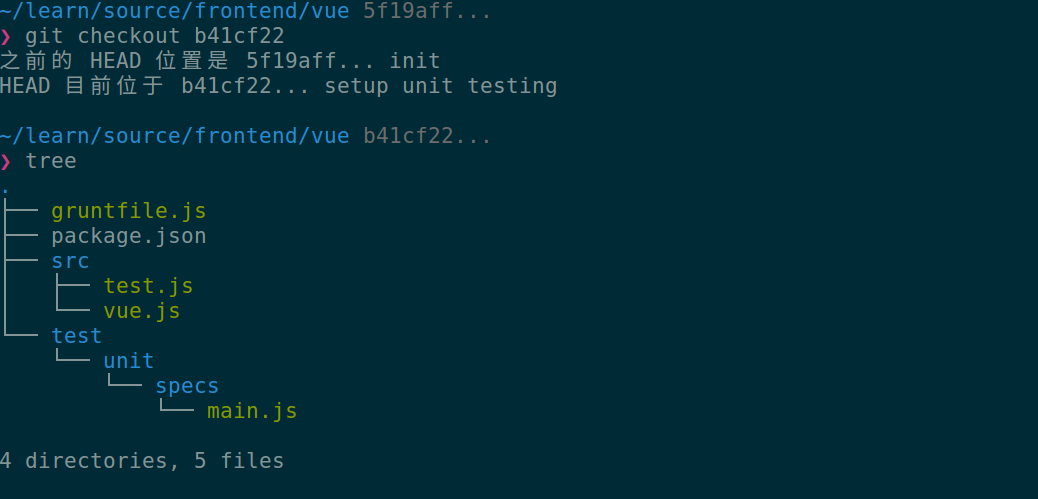 ~/learn/source/frontend/vue 5f19aff...
❯ git checkout b41cf22
之前的 HEAD 位置是 5f19aff... init
HEAD 目前位于 b41cf22... setup unit testing
~/learn/source/frontend/vue b41cf22...
❯ tree
.
├── gruntfile.js
├── package.json
├── src
│   ├── test.js
│   └── vue.js
└── test
    └── unit
        └── specs
            └── main.js
4 directories, 5 files